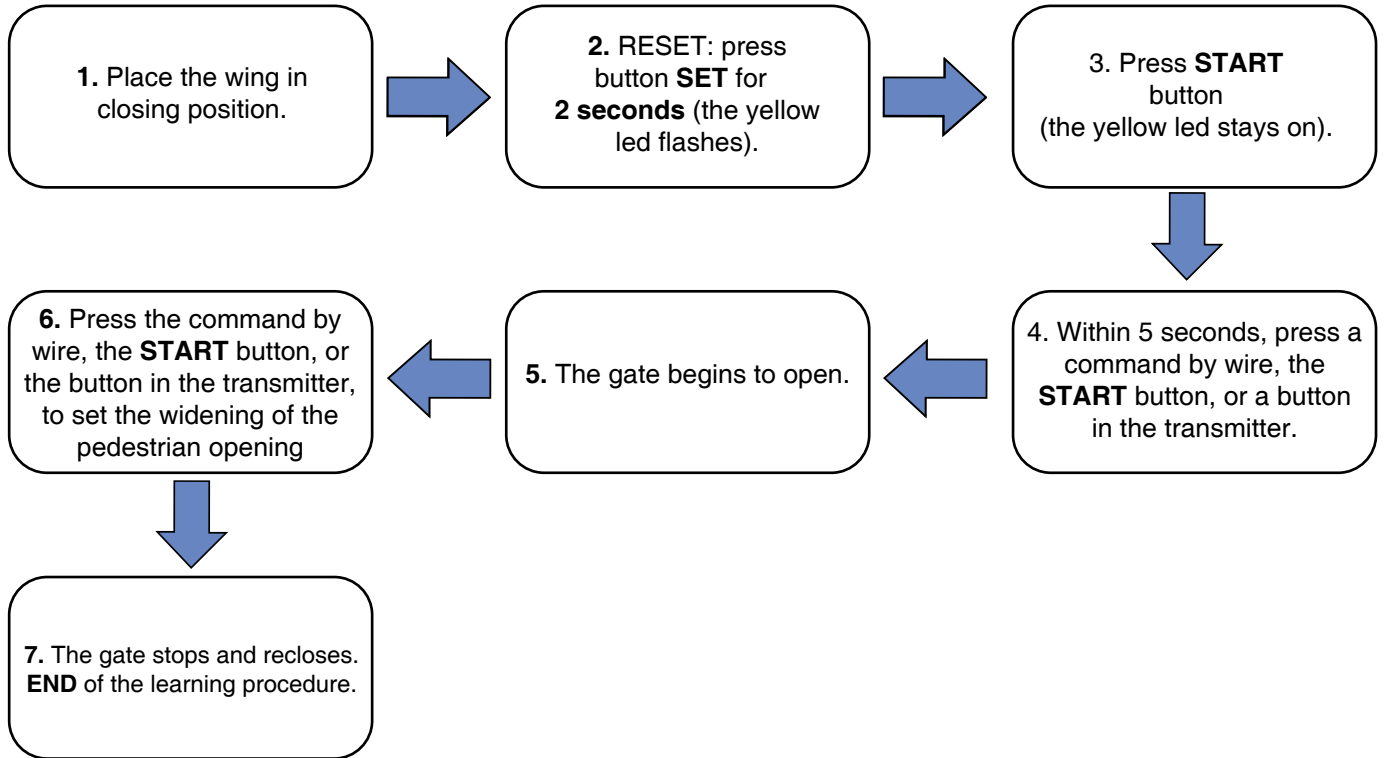 1. Place the wing in
closing position.
2. RESET: press
button SET for
2 seconds (the yellow
led flashes).
3. Press START
button
(the yellow led stays on).
4. Within 5 seconds, press a
command by wire, the
START button, or a button
in the transmitter.
5. The gate begins to open.
6. Press the command by
wire, the START button, or
the button in the transmitter,
to set the widening of the
pedestrian opening
7. The gate stops and recloses.
END of the learning procedure.